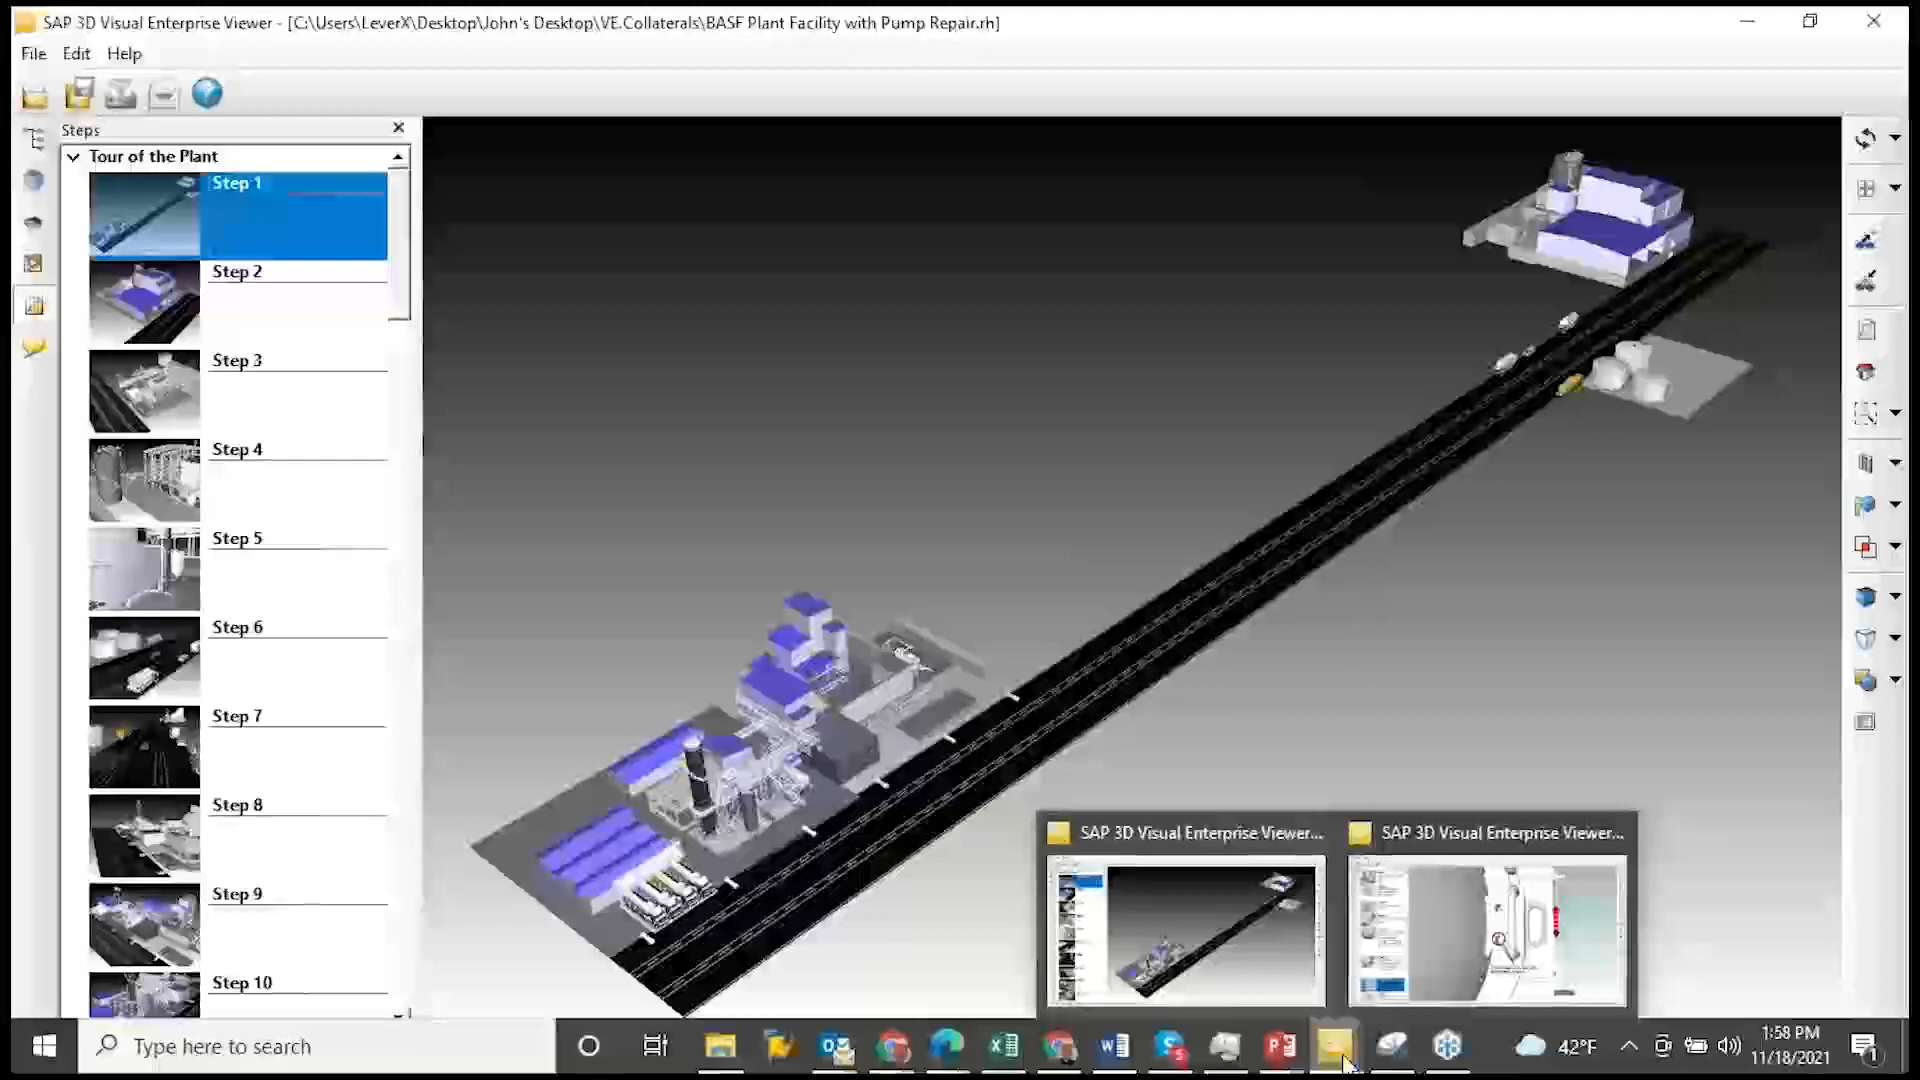 SAP 3D Visual Enterprise Viewer - [C:\Users\LeverX\Desktop\John's Desktop\VE.Collaterals\BASF Plant Facility with Pump Repair.rh]
File Edit Help
Steps
Tour of the Plant
Step 1
Step 2
Step 3
Step 4
Step 5
Step 6
Step 7
Step 8
Step 9
Step 10
SAP 3D Visual Enterprise Viewer... SAP 3D Visual Enterprise Viewer...
Type here to search
42°F
1:58 PM
11/18/2021
1